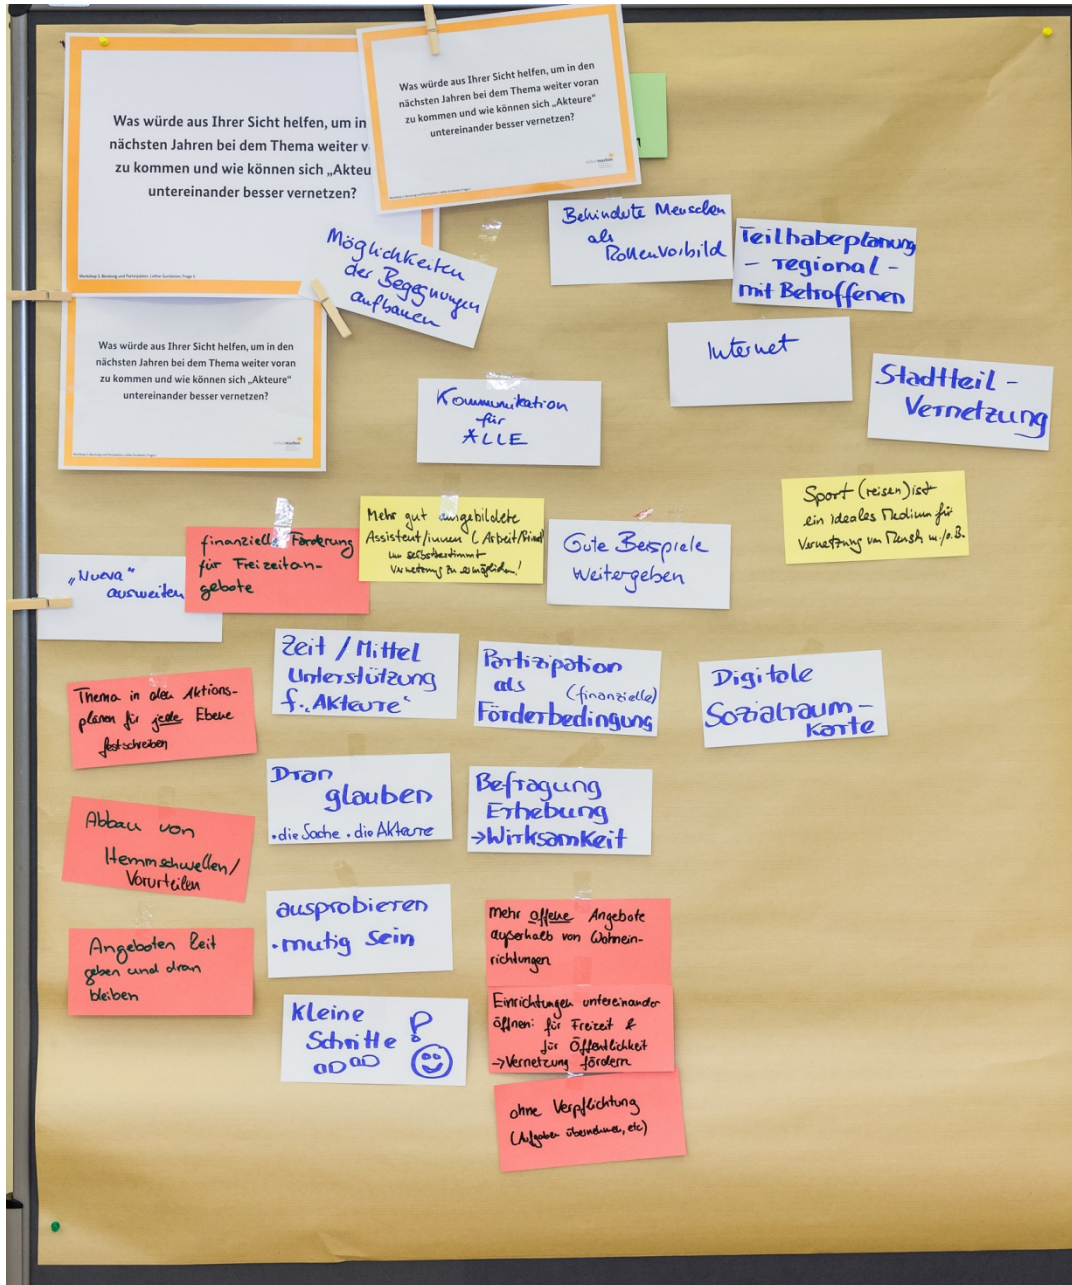 Was würde aus Ihrer Sicht helfen, um in
nächsten Jahren bei dem Thema weiter
zu kommen und wie können sich „Akteu
untereinander besser vernetzen?
Workshop 5: Beratung und Partizipation,
Was würde aus Ihrer Sicht helfen, um in den
nächsten Jahren bei dem Thema weiter voran
zu kommen und wie können sich „Akteure“
untereinander besser vernetzen?
Was würde aus Ihrer Sicht helfen, um in den
nächsten Jahren bei dem Thema weiter voran
zu kommen und wie können sich „Akteure“
untereinander besser vernetzen?
Möglichkeiten
der Begegnungen
aufbauen
Behinderte Menschen
als
Rollenvorbild
Teilhabeplanung
- regional -
mit Betroffenen
Internet
Stadtteil -
Vernetzung
Kommunikation
für
ALLE
Sport (reisen) ist
ein ideales Medium für
Vernetzung von Mensch m./o.B.
„Nueva“
ausweiten
finanzielle Förderung
für Freizeitan-
gebote
Mehr gut ausgebildete
Assistent/innen (Arbeit/
um selbstbestimmt
Vernetzung zu ermöglichen!
Gute Beispiele
weitergeben
Thema in den Aktions-
plänen für jede Ebene
festschreiben
Zeit / Mittel
Unterstützung
f. „Akteure“
Partizipation
als (finanzielle)
Förderbedingung
Digitale
Sozialraum-
karte
Abbau von
Hemmschwellen/
Vorurteilen
Dran
glauben
• die Sache • die Akteure
Befragung
Erhebung
→Wirksamkeit
Angeboten Zeit
geben und dran
bleiben
ausprobieren
• mutig sein
mehr offene Angebote
außerhalb von Wohnein-
richtungen
Kleine
Schritte !
Einrichtungen untereinander
öffnen: für Freizeit &
für Öffentlichkeit
→Vernetzung fördern
ohne Verpflichtung
(Aufgaben übernehmen, etc)